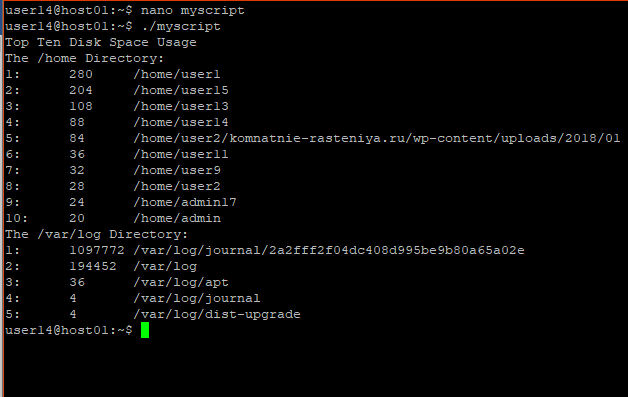 user14@host01:~$ nano myscript
user14@host01:~$ ./myscript
Top Ten Disk Space Usage
The /home Directory:
1: 280 /home/user1
2: 204 /home/user15
3: 108 /home/user13
4: 88 /home/user14
5: 84 /home/user2/komnatnie-rasteniya.ru/wp-content/uploads/2018/01
6: 36 /home/user11
7: 32 /home/user9
8: 28 /home/user2
9: 24 /home/admin17
10: 20 /home/admin
The /var/log Directory:
1: 1097772 /var/log/journal/2a2fff2f04dc408d995be9b80a65a02e
2: 194452 /var/log
3: 36 /var/log/apt
4: 4 /var/log/journal
5: 4 /var/log/dist-upgrade
user14@host01:~$